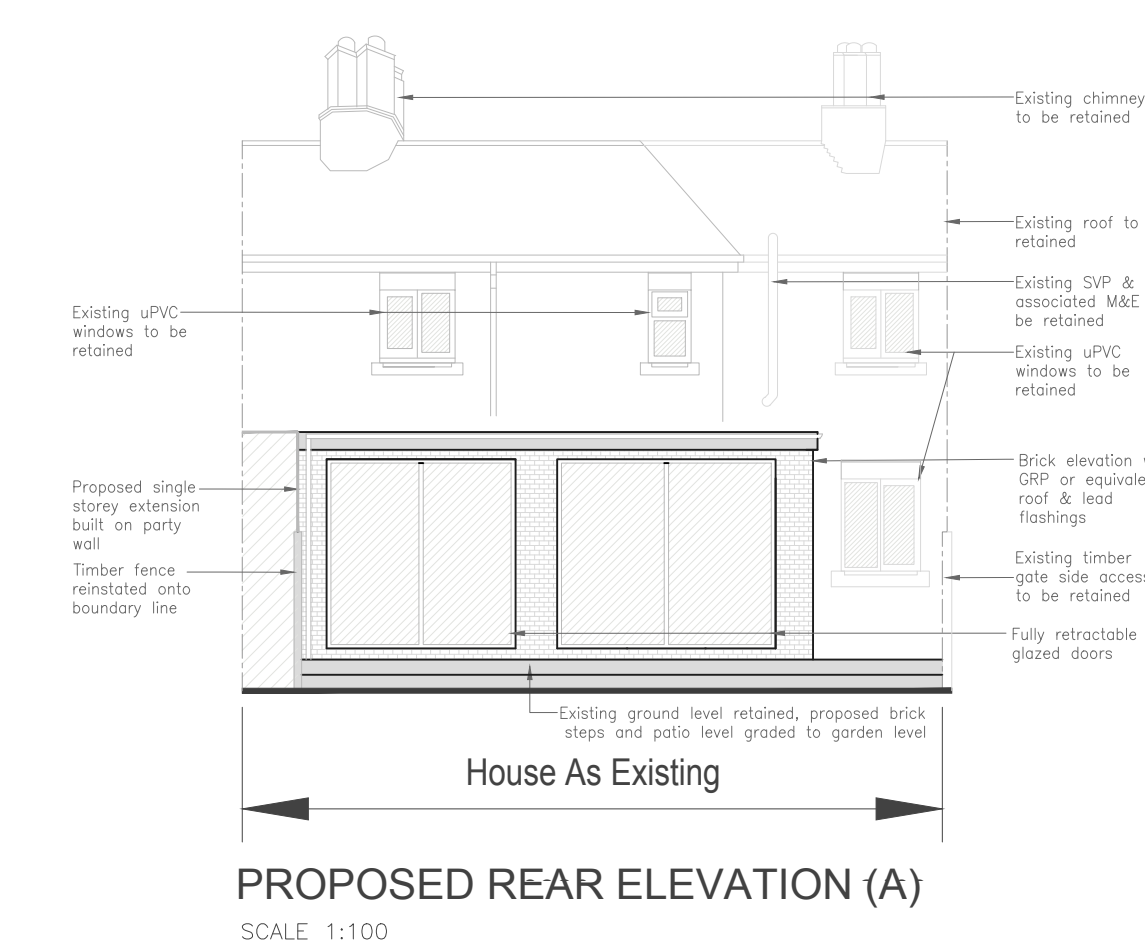 Existing chimney
to be retained
Existing roof to
retained
Existing SVP &
associated M&E
be retained
Existing uPVC
windows to be
retained
Existing uPVC
windows to be
retained
Brick elevation
GRP or equivale
roof & lead
flashings
Proposed single
storey extension
built on party
wall
Existing timber
gate side access
to be retained
Timber fence
reinstated onto
boundary line
Fully retractable
glazed doors
Existing ground level retained, proposed brick
steps and patio level graded to garden level
House As Existing
PROPOSED REAR ELEVATION (A)
SCALE 1:100